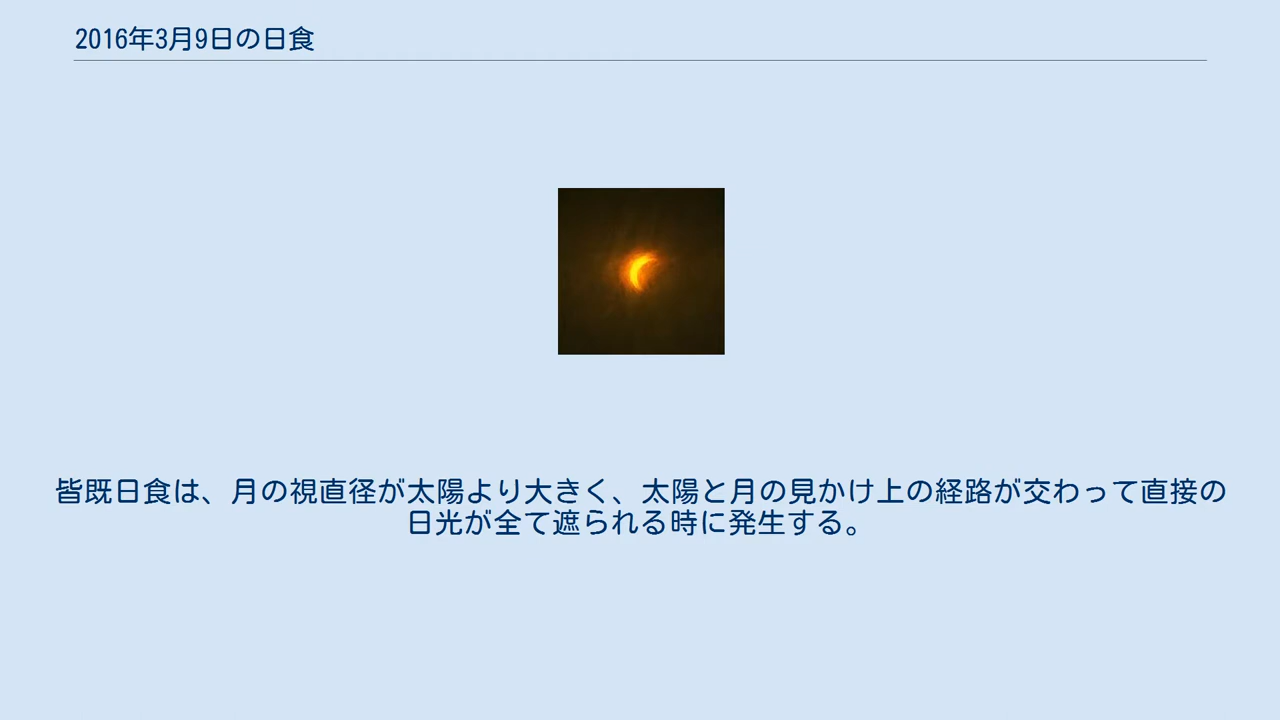 2016年3月9日の日食
皆既日食は、月の視直径が太陽より大きく、太陽と月の見かけ上の経路が交わって直接の
日光が全て遮られる時に発生する。